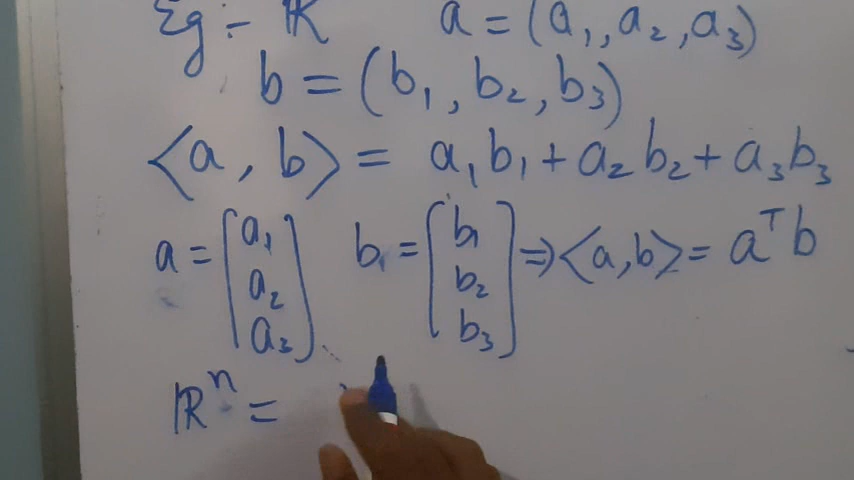 Eg:- ℝ a = (a₁, a₂, a₃)
b = (b₁, b₂, b₃)
⟨a, b⟩ = a₁b₁ + a₂b₂ + a₃b₃
a = [a₁ a₂ a₃] b₁ = [b₁ b₂ b₃] ⇒ ⟨a,b⟩ = aᵀb
ℝⁿ =